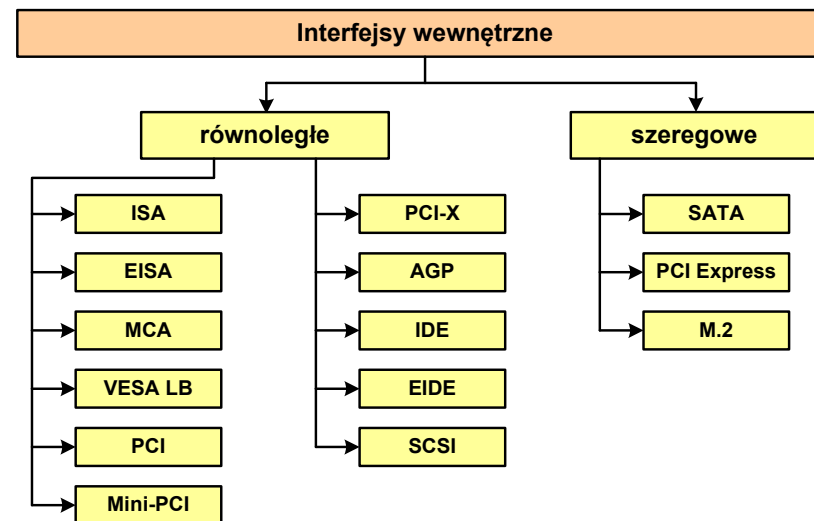 Interfejsy wewnętrzne
równoległe
szeregowe
ISA
EISA
MCA
VESA LB
PCI
Mini-PCI
PCI-X
AGP
IDE
EIDE
SCSI
SATA
PCI Express
M.2